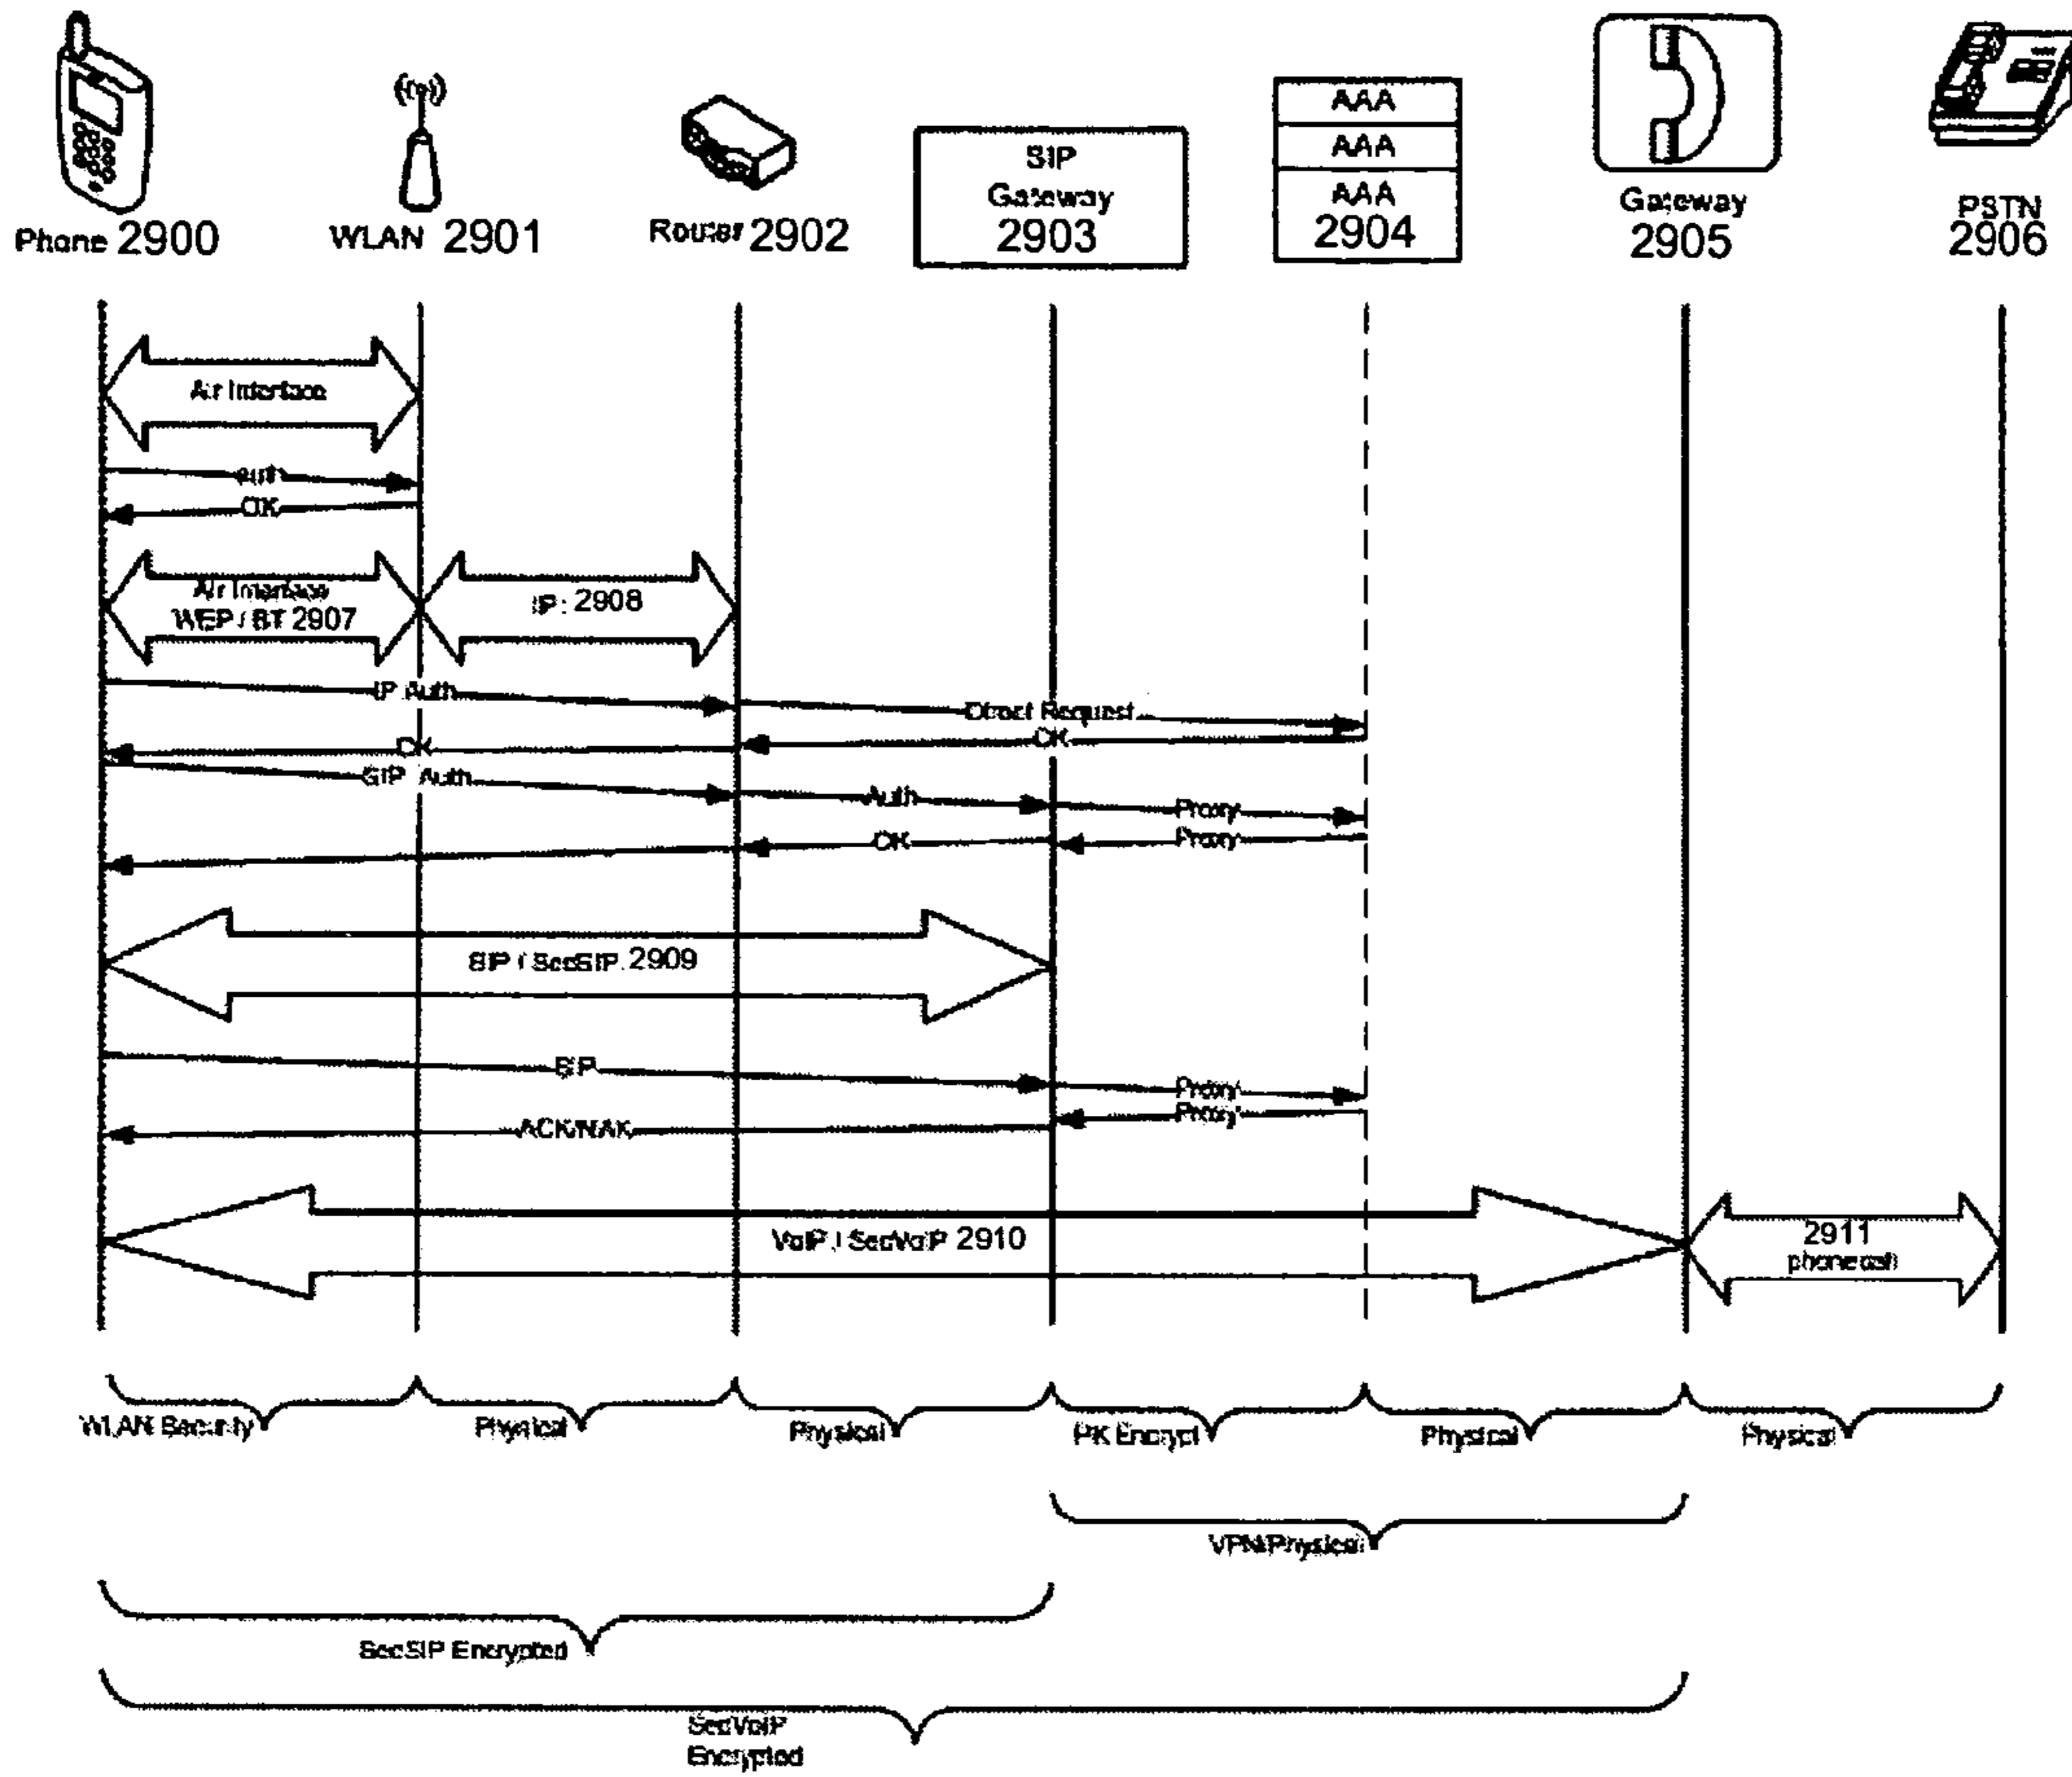 AAA
AAA
AAA
2904
SIP
Gateway
2903
Phone 2900
WLAN 2901
Router 2902
Gateway
2905
PSTN
2906
Air Interface
auth
OK
Air Interface
WEP / BT 2907
IP: 2908
IP Auth
Direct Request
OK
OK
SIP Auth
Auth
Proxy
OK
Proxy
SIP / SecSIP 2909
SIP
Proxy
Proxy
ACK/NAK
VoIP / SecVoIP 2910
2911
phone call
WLAN Security
Physical
Physical
PK Encrypt
Physical
Physical
VPN/Physical
SecSIP Encrypted
SecVoIP
Encrypted